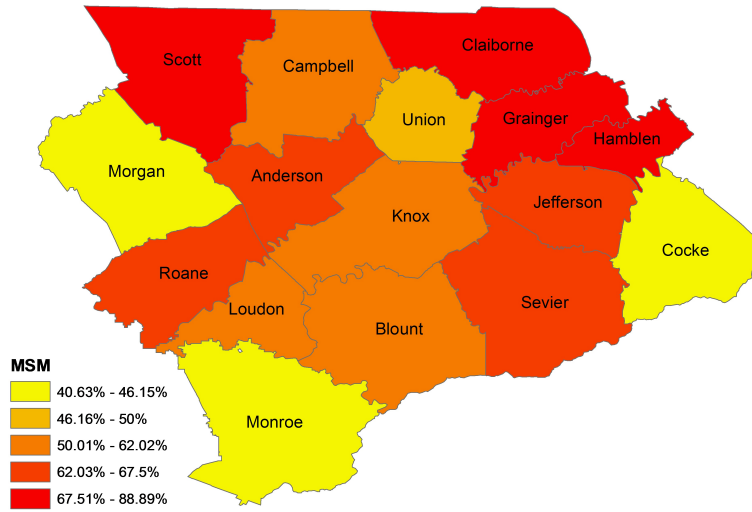 Claiborne
Scott
Campbell
Union
Grainger
Hamblen
Morgan
Anderson
Jefferson
Knox
Cocke
Roane
Sevier
Loudon
Blount
MSM
40.63% - 46.15%
46.16% - 50%
Monroe
50.01% - 62.02%
62.03% - 67.5%
67.51% - 88.89%